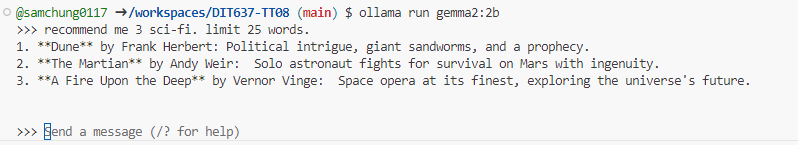 @samchung0117 ➜/workspaces/DIT637-TT08 (main) $ ollama run gemma2:2b
>>> recommend me 3 sci-fi. limit 25 words.
1. **Dune** by Frank Herbert: Political intrigue, giant sandworms, and a prophecy.
2. **The Martian** by Andy Weir:  Solo astronaut fights for survival on Mars with ingenuity.
3. **A Fire Upon the Deep** by Vernor Vinge:  Space opera at its finest, exploring the universe's future.
>>> Send a message (/? for help)